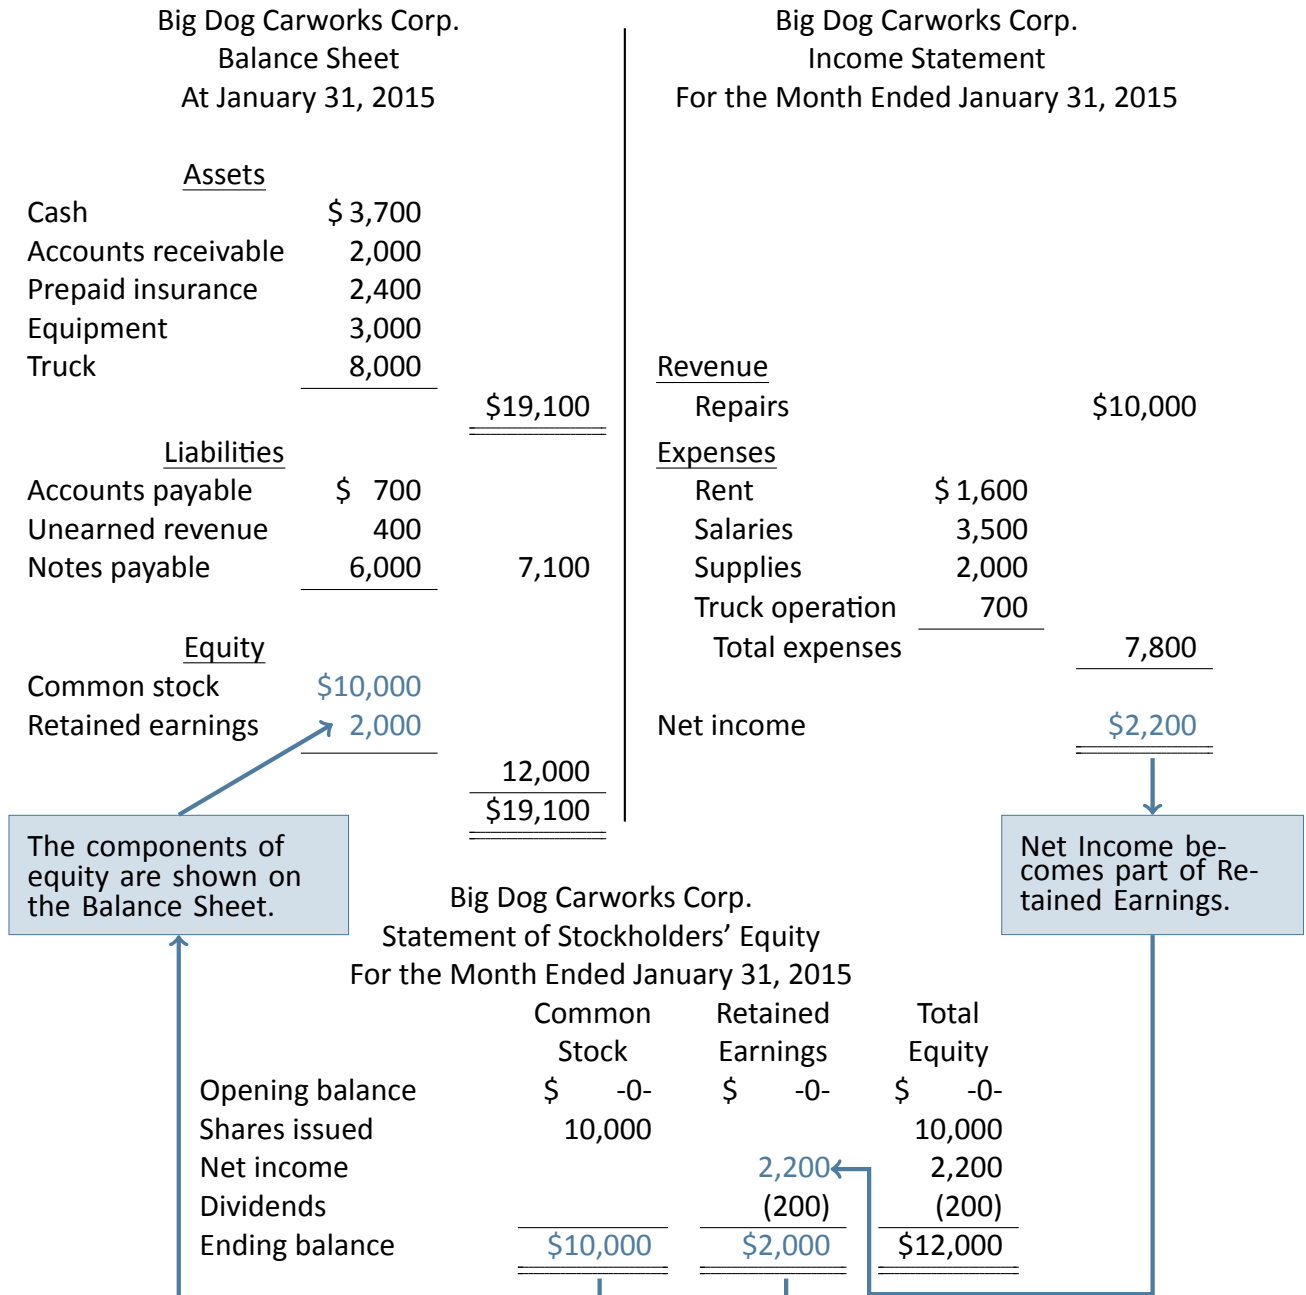 Big Dog Carworks Corp.
Balance Sheet
At January 31, 2015
Assets
Cash $ 3,700
Accounts receivable 2,000
Prepaid insurance 2,400
Equipment 3,000
Truck 8,000
$19,100
Liabilities
Accounts payable $ 700
Unearned revenue 400
Notes payable 6,000 7,100
Equity
Common stock $10,000
Retained earnings 2,000
12,000
$19,100
The components of
equity are shown on
the Balance Sheet.
Big Dog Carworks Corp.
Income Statement
For the Month Ended January 31, 2015
Revenue
Repairs $10,000
Expenses
Rent $ 1,600
Salaries 3,500
Supplies 2,000
Truck operation 700
Total expenses 7,800
Net income $2,200
Net Income be-
comes part of Re-
tained Earnings.
Big Dog Carworks Corp.
Statement of Stockholders’ Equity
For the Month Ended January 31, 2015
Common Retained Total
Stock Earnings Equity
Opening balance $ -0- $ -0- $ -0-
Shares issued 10,000 10,000
Net income 2,200 2,200
Dividends (200) (200)
Ending balance $10,000 $2,000 $12,000